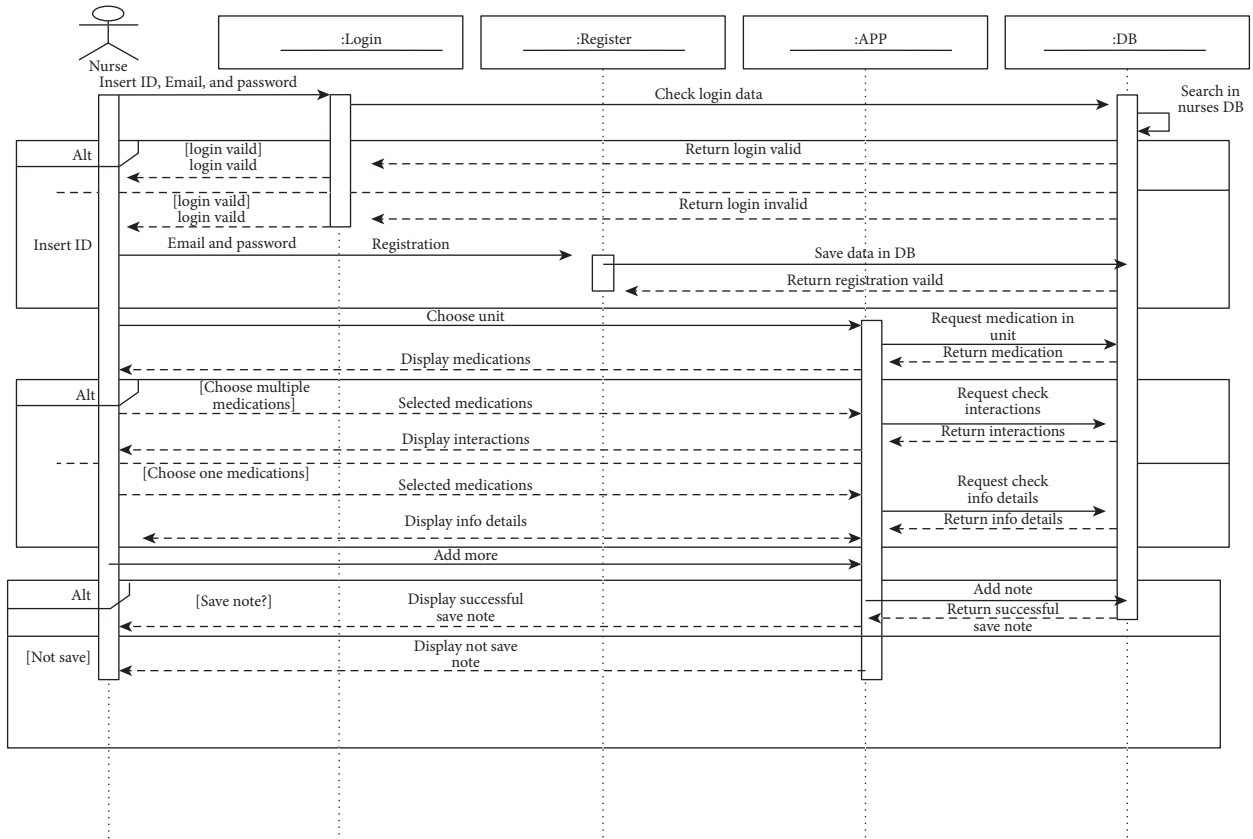 :Login
:Register
:APP
:DB
Nurse
Insert ID, Email, and password
Check login data
Search in
nurses DB
Alt
[login vaild]
login vaild
Return login valid
[login vaild]
login vaild
Return login invalid
Insert ID
Email and password
Registration
Save data in DB
Return registration vaild
Choose unit
Request medication in
unit
Display medications
Return medication
Alt
[Choose multiple
medications]
Selected medications
Request check
interactions
Display interactions
Return interactions
[Choose one medications]
Selected medications
Request check
info details
Display info details
Return info details
Add more
Alt
[Save note?]
Display successful
save note
Add note
Return successful
save note
[Not save]
Display not save
note